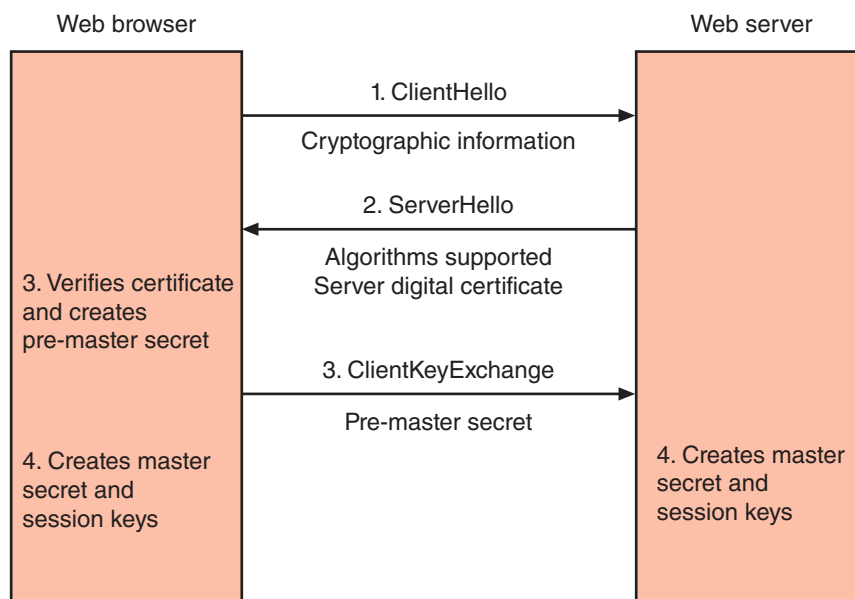 Web browser
Web server
1. ClientHello
Cryptographic information
2. ServerHello
Algorithms supported
Server digital certificate
3. Verifies certificate
and creates
pre-master secret
3. ClientKeyExchange
Pre-master secret
4. Creates master
secret and
session keys
4. Creates master
secret and
session keys